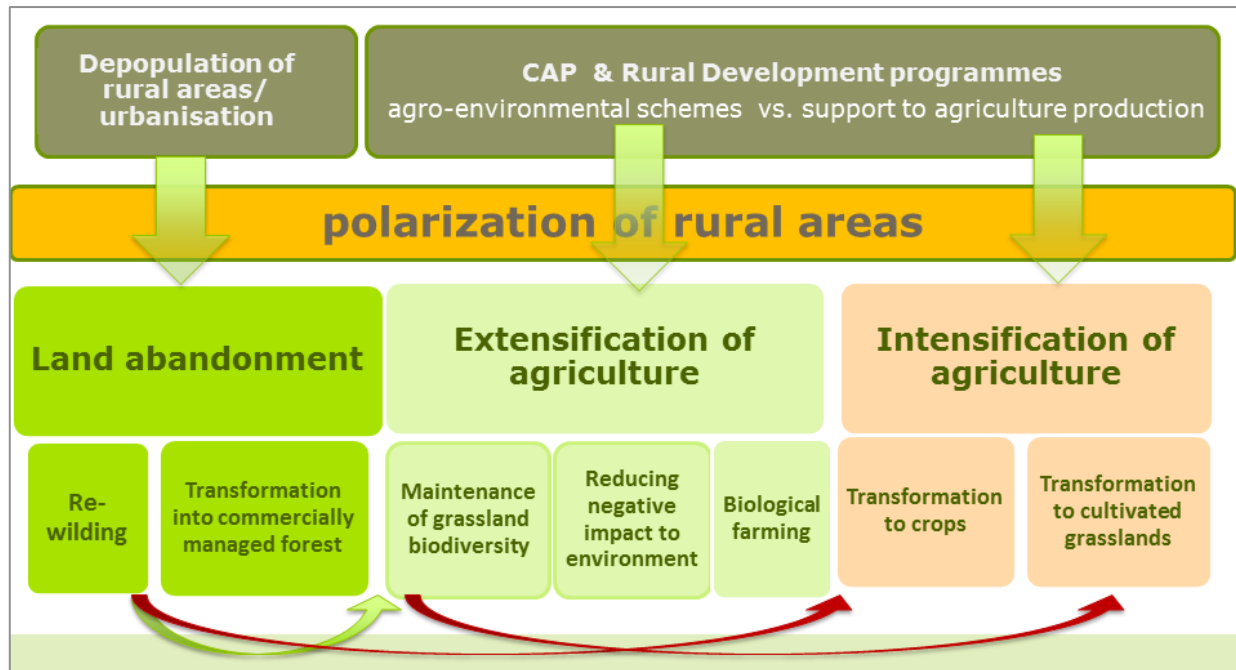 Depopulation of
rural areas/
urbanisation
CAP & Rural Development programmes
agro-environmental schemes vs. support to agriculture production
polarization of rural areas
Land abandonment
Extensification of
agriculture
Intensification of
agriculture
Re-
wilding
Transformation
into commercially
managed forest
Maintenance
of grassland
biodiversity
Reducing
negative
impact to
environment
Biological
farming
Transformation
to crops
Transformation
to cultivated
grasslands